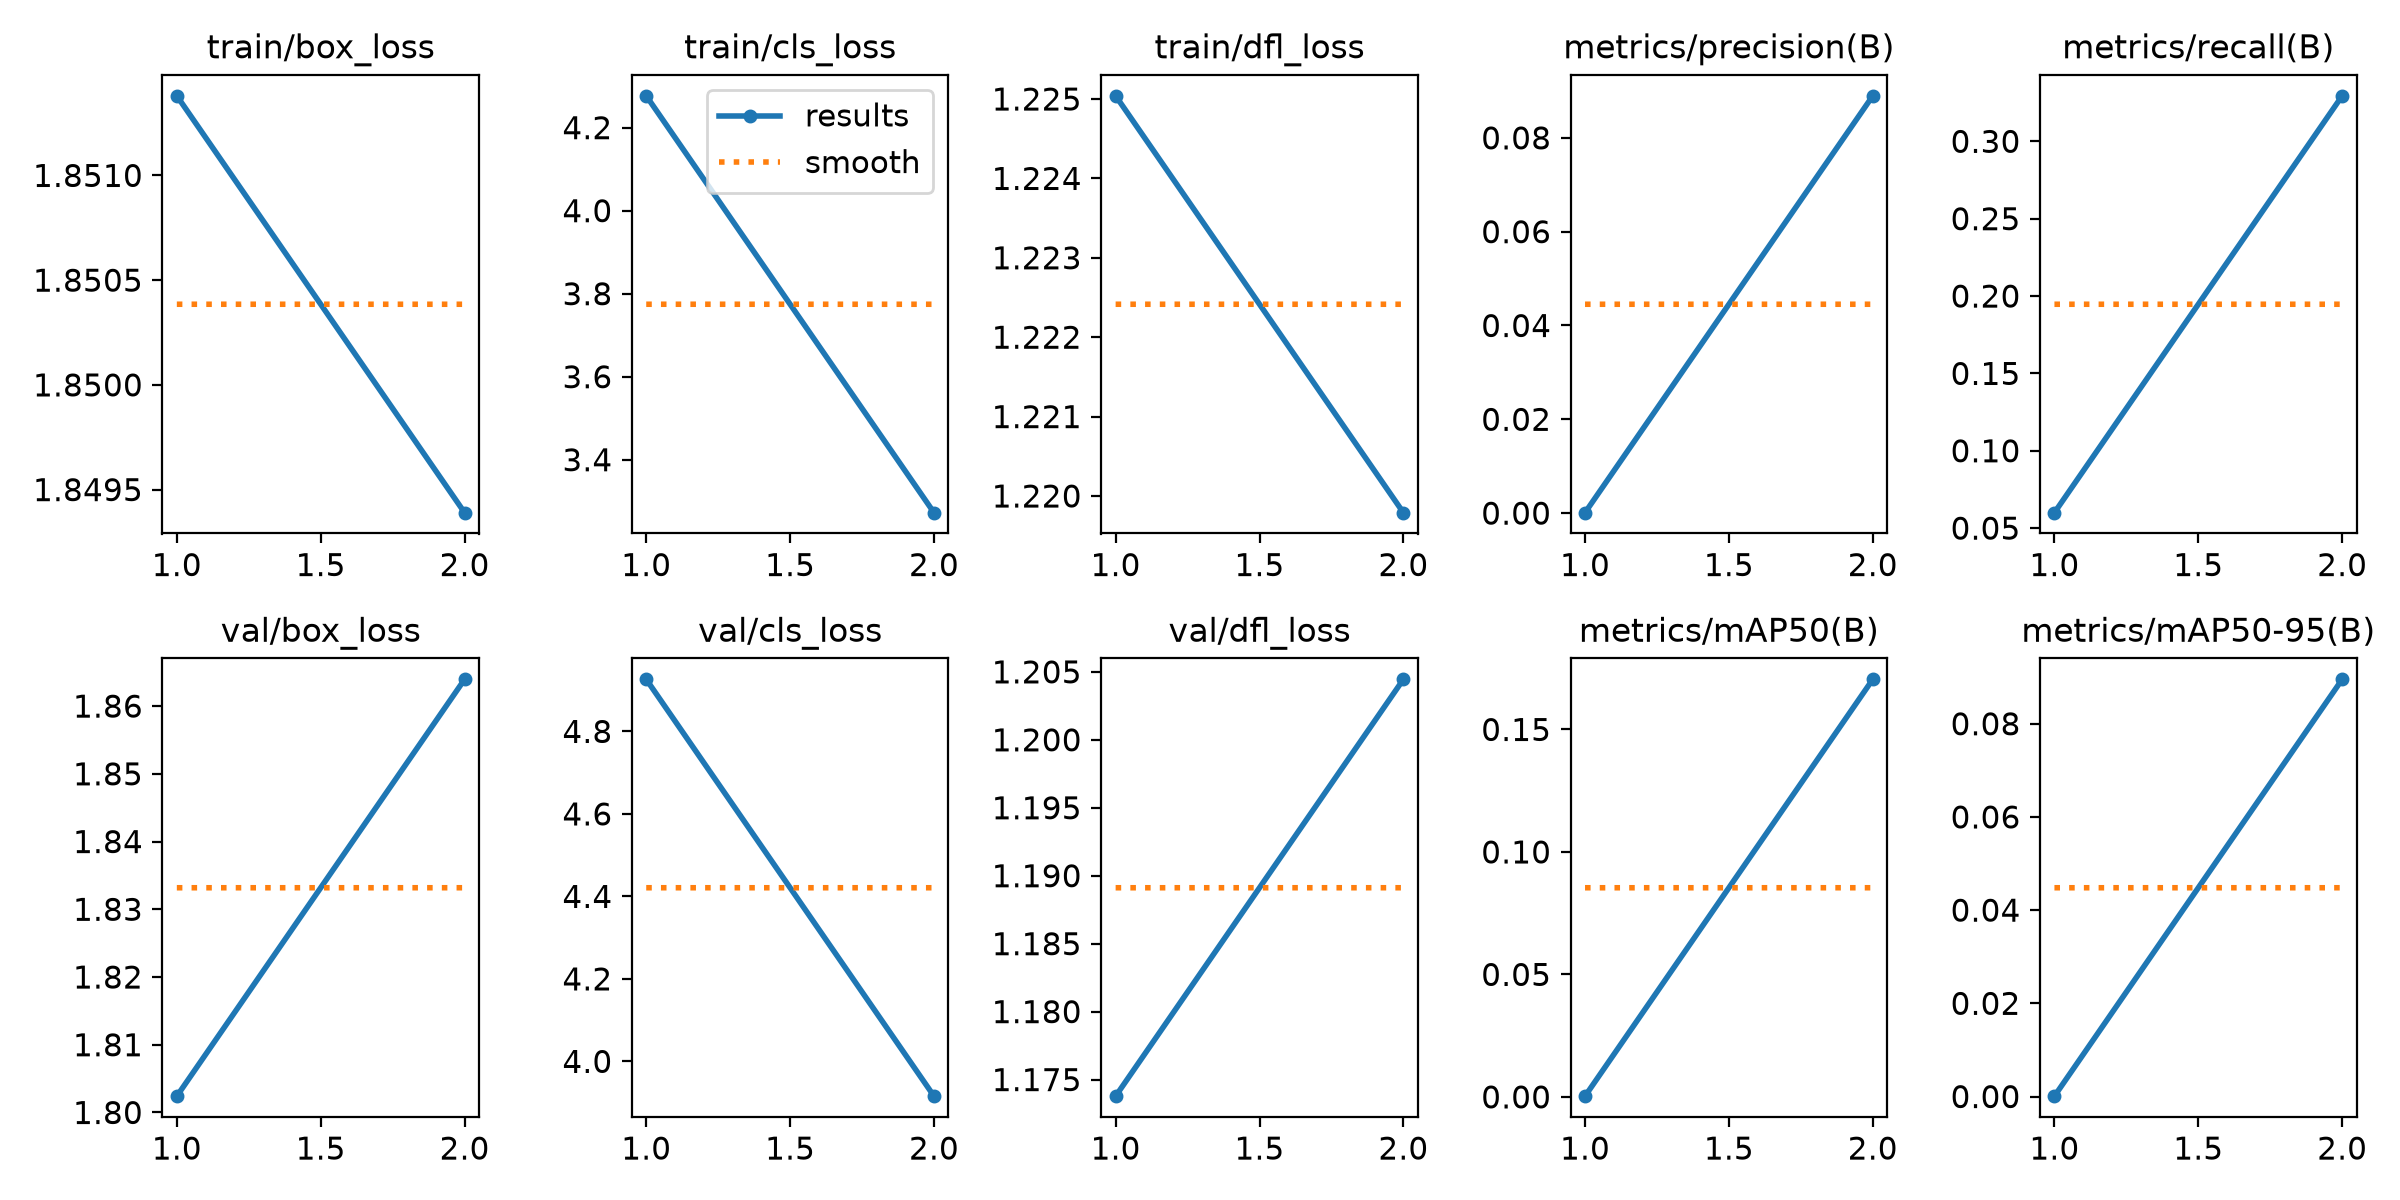 train/box_loss
1.8510
1.8505
1.8500
1.8495
1.0 1.5 2.0
train/cls_loss
results
smooth
4.2
4.0
3.8
3.6
3.4
1.0 1.5 2.0
train/dfl_loss
1.225
1.224
1.223
1.222
1.221
1.220
1.0 1.5 2.0
metrics/precision(B)
0.08
0.06
0.04
0.02
0.00
1.0 1.5 2.0
metrics/recall(B)
0.30
0.25
0.20
0.15
0.10
0.05
1.0 1.5 2.0
val/box_loss
1.86
1.85
1.84
1.83
1.82
1.81
1.80
1.0 1.5 2.0
val/cls_loss
4.8
4.6
4.4
4.2
4.0
1.0 1.5 2.0
val/dfl_loss
1.205
1.200
1.195
1.190
1.185
1.180
1.175
1.0 1.5 2.0
metrics/mAP50(B)
0.15
0.10
0.05
0.00
1.0 1.5 2.0
metrics/mAP50-95(B)
0.08
0.06
0.04
0.02
0.00
1.0 1.5 2.0